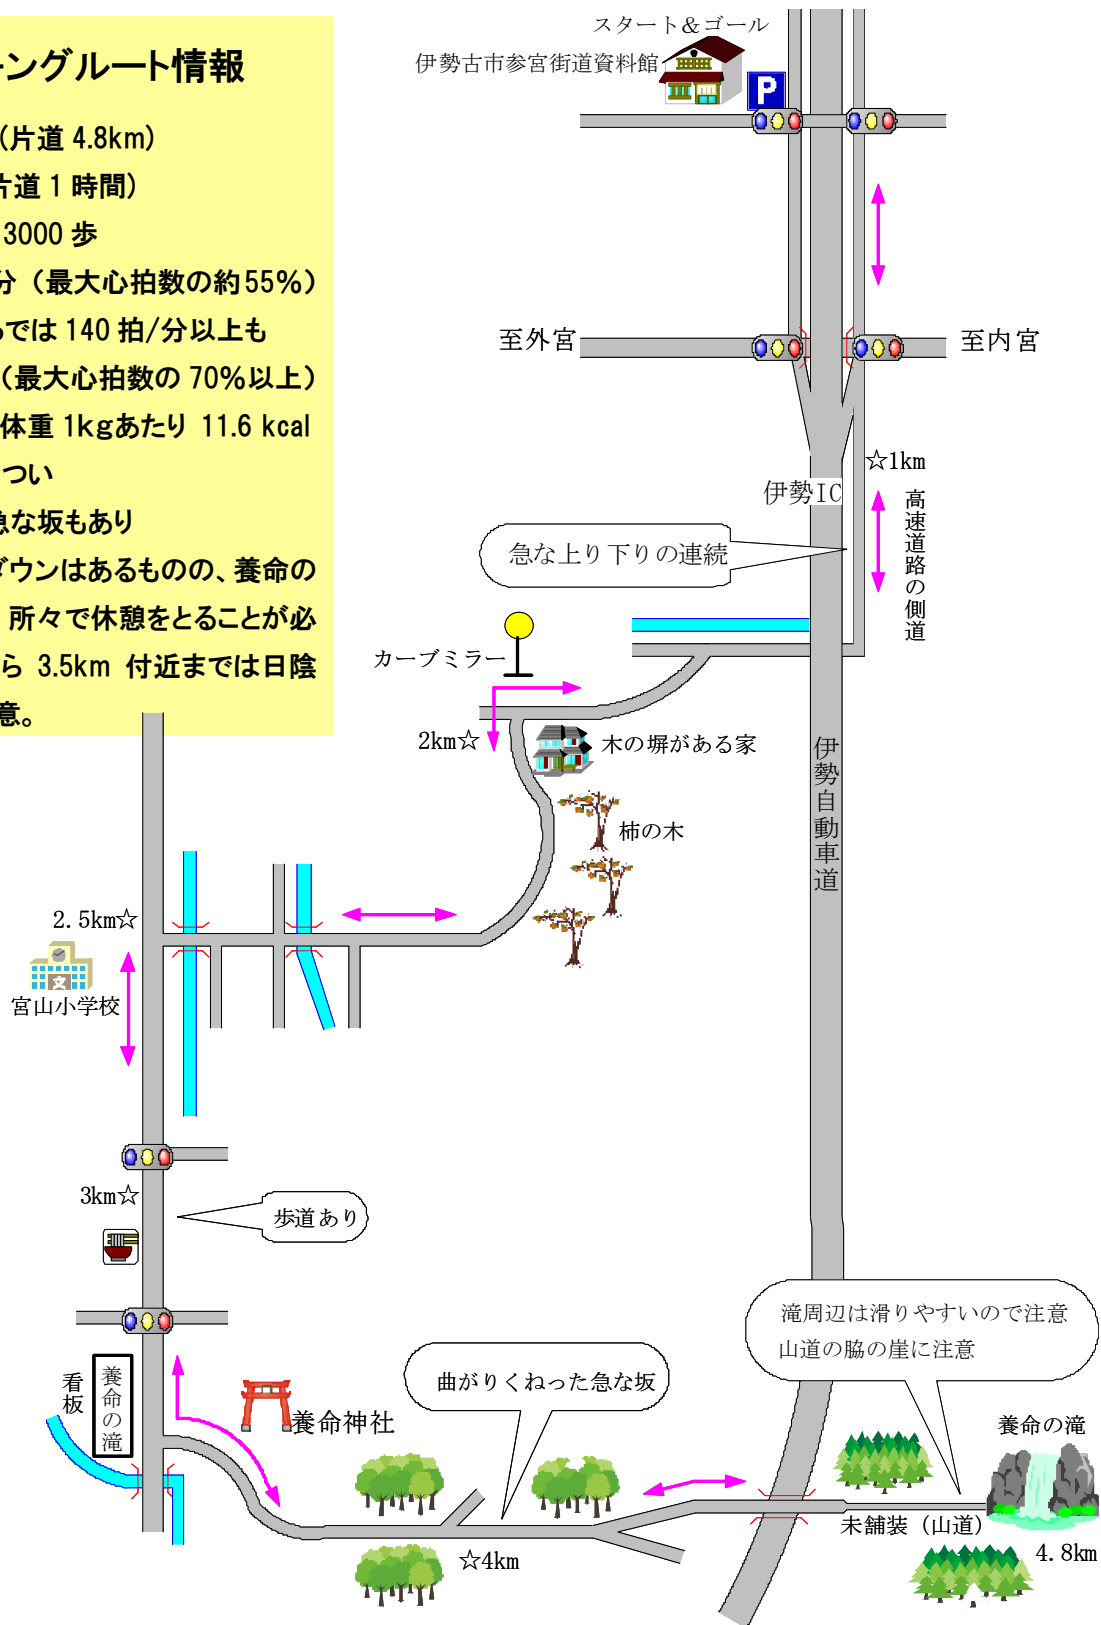 スタート＆ゴール
伊勢古市参宮街道資料館
P
ングルート情報
(片道 4.8km)
片道 1 時間）
3000 歩
分（最大心拍数の約55%）
では 140 拍/分以上も
（最大心拍数の 70%以上）
体重 1kgあたり 11.6 kcal
つい
急な坂もあり
ダウンはあるものの、養命の
所々で休憩をとることが必
ら 3.5km 付近までは日陰
意。
至外宮
至内宮
☆1km
伊勢IC
高速道路の側道
急な上り下りの連続
カーブミラー
2km☆
木の塀がある家
伊勢自動車道
柿の木
2.5km☆
文
宮山小学校
3km☆
歩道あり
滝周辺は滑りやすいので注意
山道の脇の崖に注意
看板
養命の滝
曲がりくねった急な坂
養命神社
養命の滝
未舗装（山道）
☆4km
4.8km